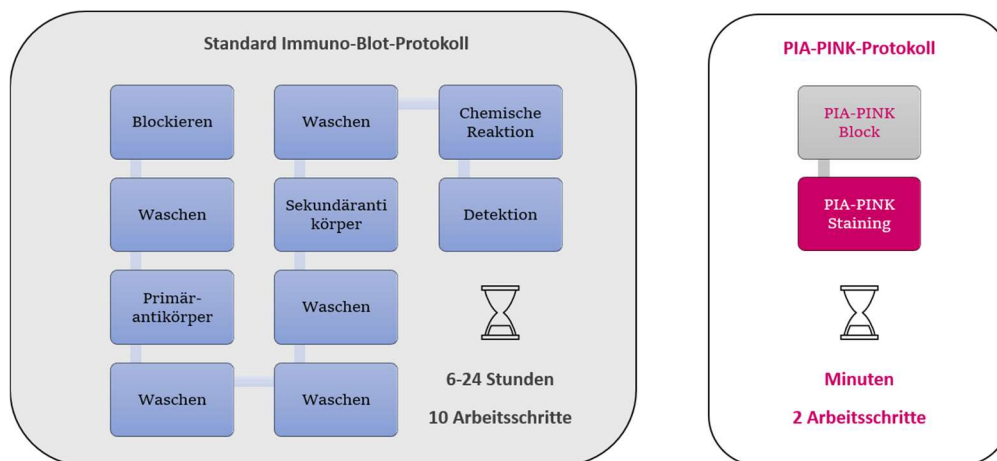 Standard Immuno-Blot-Protokoll
Blockieren
Waschen
Primär-
antikörper
Waschen
Waschen
Waschen
Sekundäranti
körper
Waschen
Chemische
Reaktion
Detektion
6-24 Stunden
10 Arbeitsschritte
PIA-PINK-Protokoll
PIA-PINK
Block
PIA-PINK
Staining
Minuten
2 Arbeitsschritte